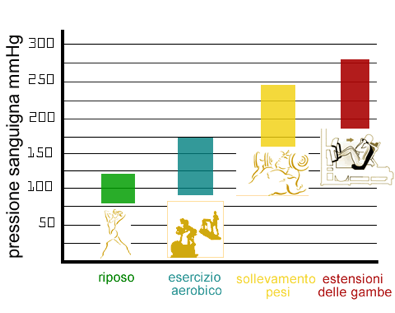 pressione sanguigna mmHg
300
250
200
150
100
50
riposo
esercizio
aerobico
sollevamento
pesi
estensioni
delle gambe